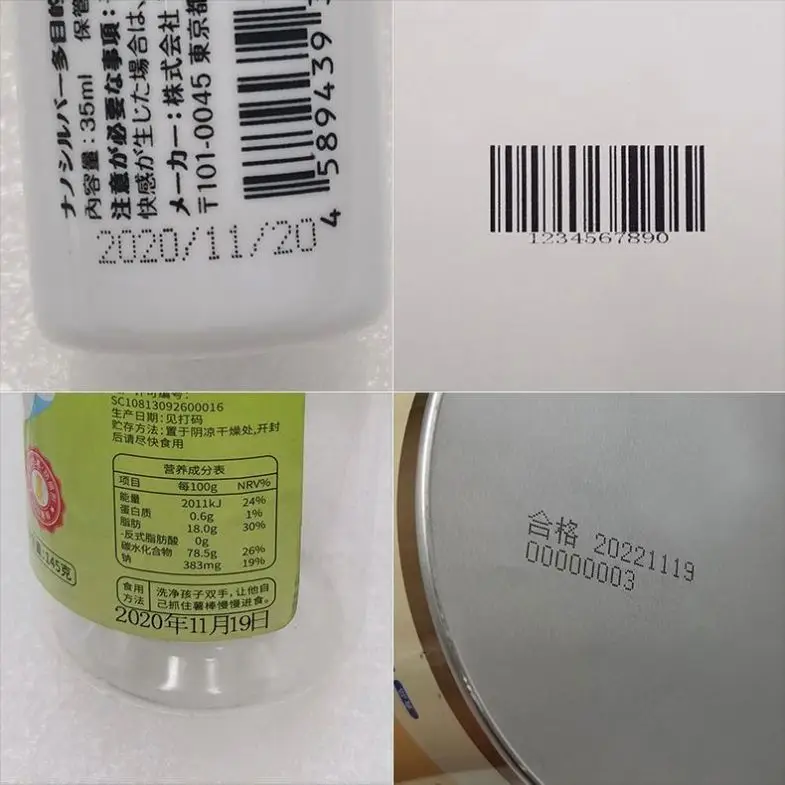 ナノシルバー多目的
内容量:35ml 保管
注意が必要な事項:
快感が生じた場合は、
メーカー:株式会社
〒101-0045 東京都
4 589439
2020/11/20
1234567890
许可编号:
SC10813092600016
生产日期:见打码
贮存方法:置于阴凉干燥处,开封
后请尽快食用
营养成分表
项目 每100g NRV%
能量 2011kJ 24%
蛋白质 0.6g 1%
脂肪 18.0g 30%
-反式脂肪酸 0g
碳水化合物 78.5g 26%
钠 383mg 19%
:145克
食用
方法
洗净孩子双手,让他自
己抓住薯棒慢慢进食。
2020年11月19日
合格 20221119
00000003